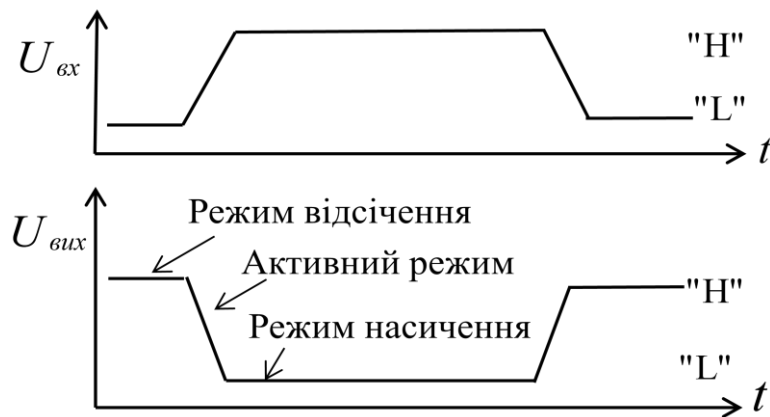 "H"
U вх
"L"
t
Режим відсічення
U вих
Активний режим
"H"
Режим насичення
"L"
t